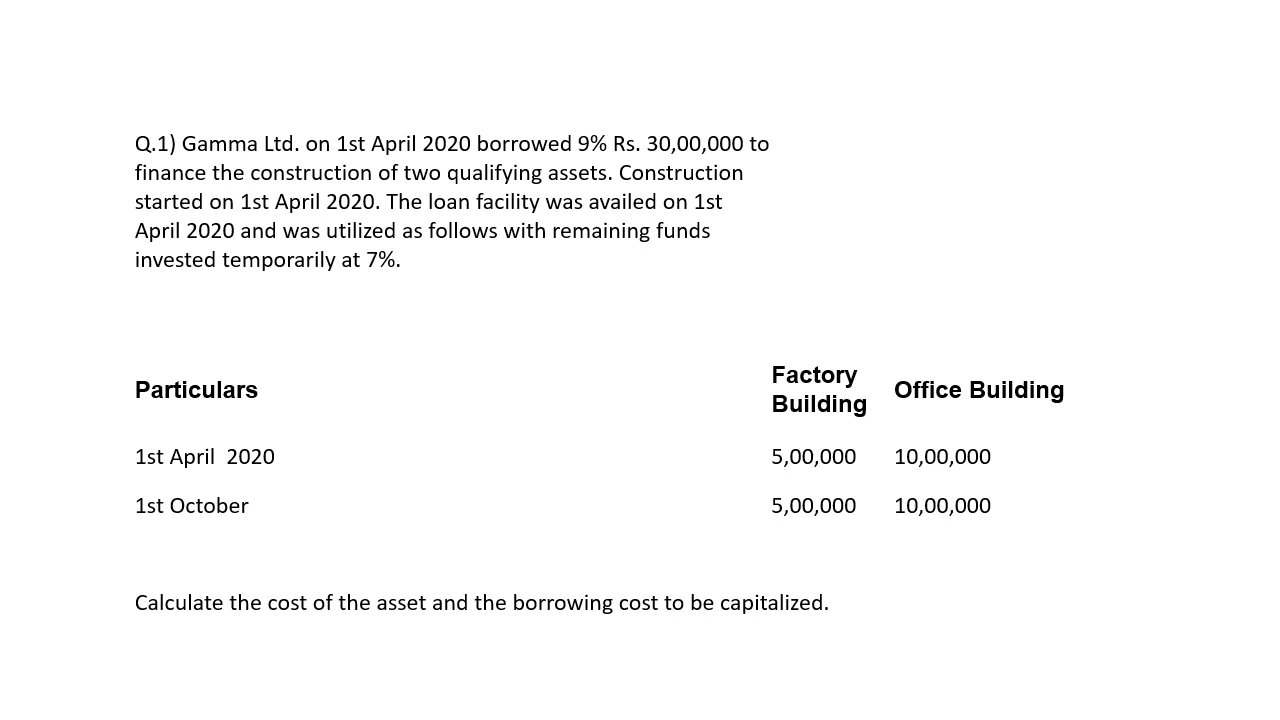 Q.1) Gamma Ltd. on 1st April 2020 borrowed 9% Rs. 30,00,000 to
finance the construction of two qualifying assets. Construction
started on 1st April 2020. The loan facility was availed on 1st
April 2020 and was utilized as follows with remaining funds
invested temporarily at 7%.
Particulars Factory Building Office Building
1st April 2020 5,00,000 10,00,000
1st October 5,00,000 10,00,000
Calculate the cost of the asset and the borrowing cost to be capitalized.